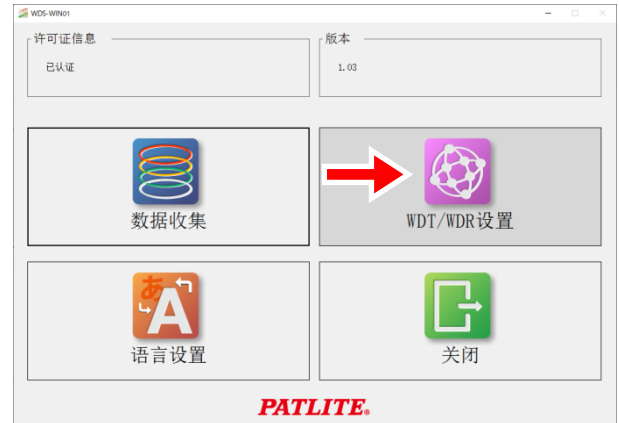 WDS-WIN01
许可证信息
版本
已认证
1.03
数据收集
WDT/WDR设置
あ A
语言设置
关闭
PATLITE®